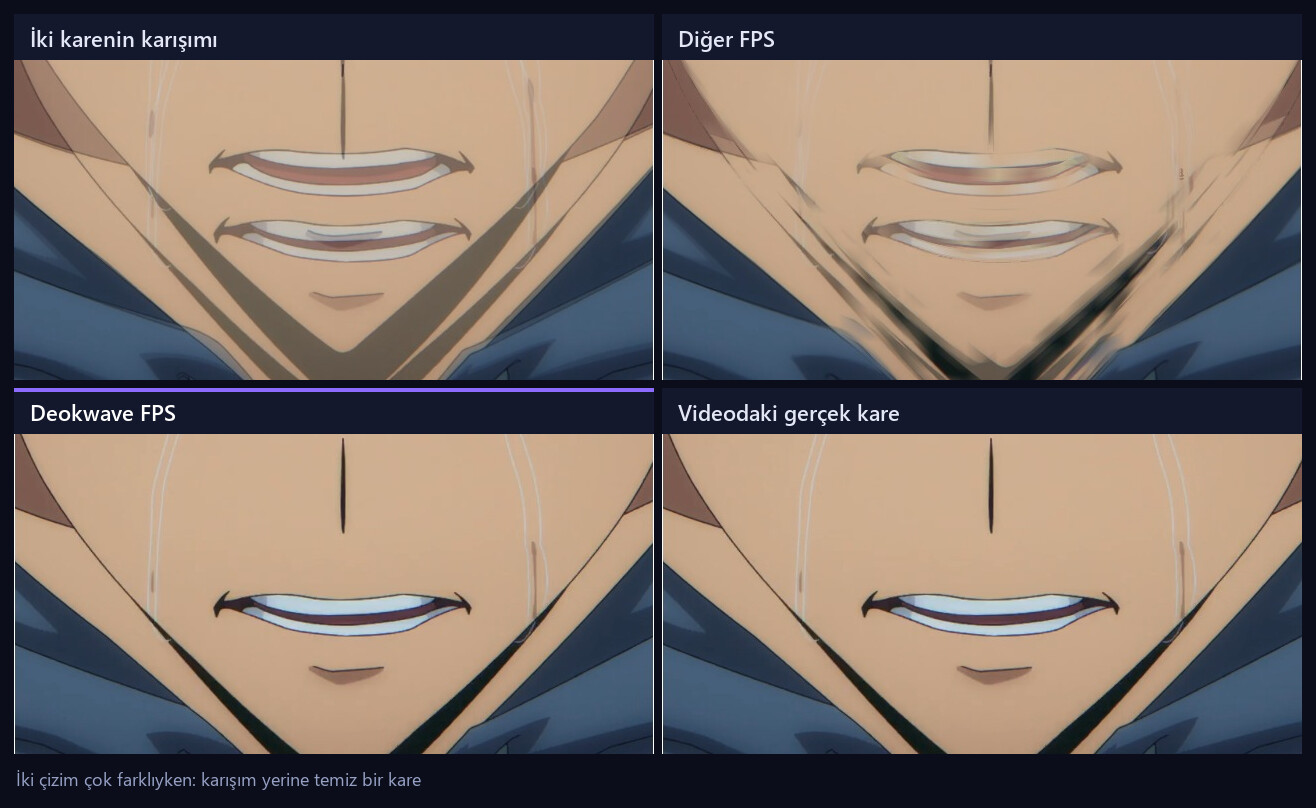 İki karenin karışımı
Diğer FPS
Deokwave FPS
Videodaki gerçek kare
İki çizim çok farklıyken: karışım yerine temiz bir kare